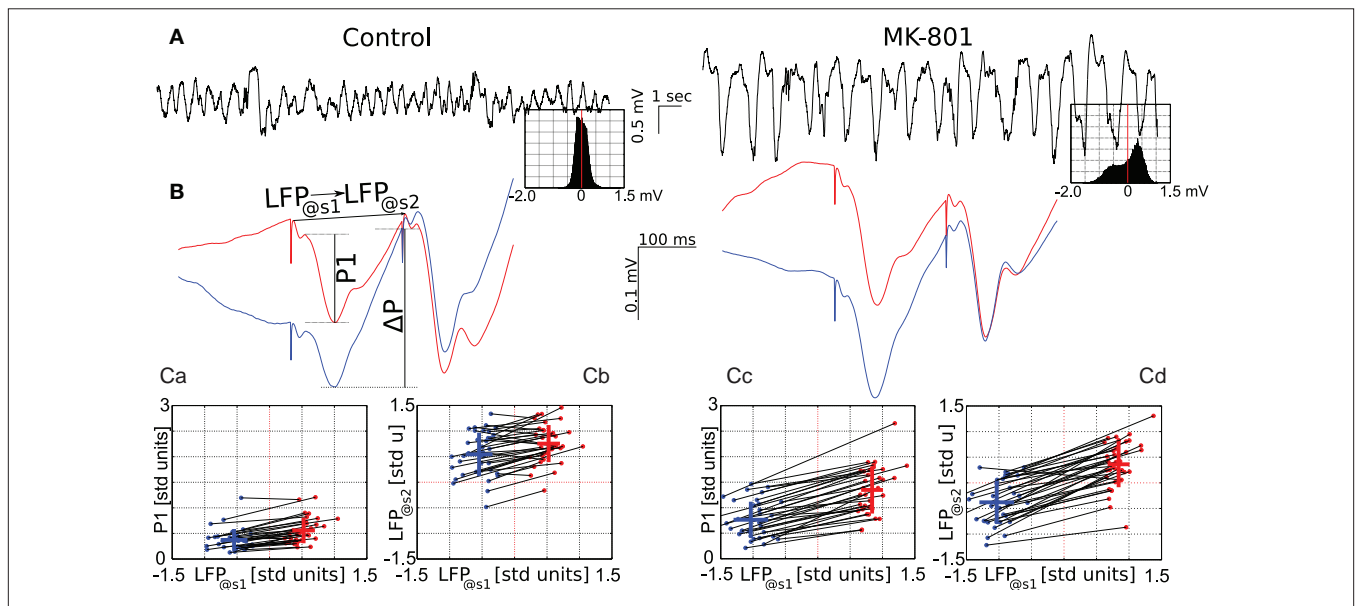 A
Control
MK-801
0.5 mV
1 sec
-2.0 0 1.5 mV
-2.0 0 1.5 mV
B
LFP@s1→LFP@s2
P1
ΔP
100 ms
0.1 mV
Ca
Cb
Cc
Cd
3
P1 [std units]
0
-1.5 LFP@s1 [std units] 1.5
1.5
LFP@s2 [std u]
-1.5
-1.5 LFP@s1 [std units] 1.5
3
P1 [std units]
0
-1.5 LFP@s1 [std units] 1.5
1.5
LFP@s2 [std u]
-1.5
-1.5 LFP@s1 [std units] 1.5